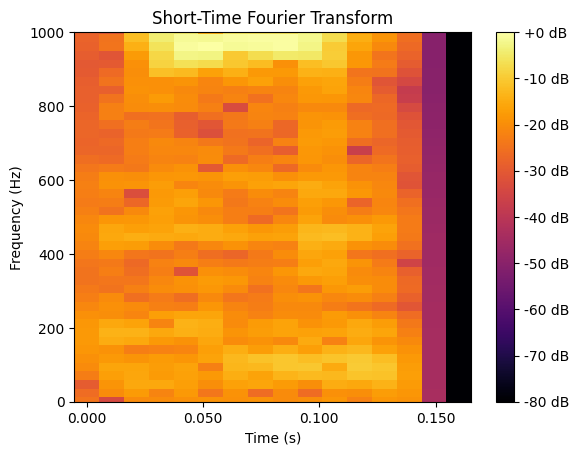 Short-Time Fourier Transform
1000
800
600
400
200
0
Frequency (Hz)
0.000
0.050
0.100
0.150
Time (s)
+0 dB
-10 dB
-20 dB
-30 dB
-40 dB
-50 dB
-60 dB
-70 dB
-80 dB